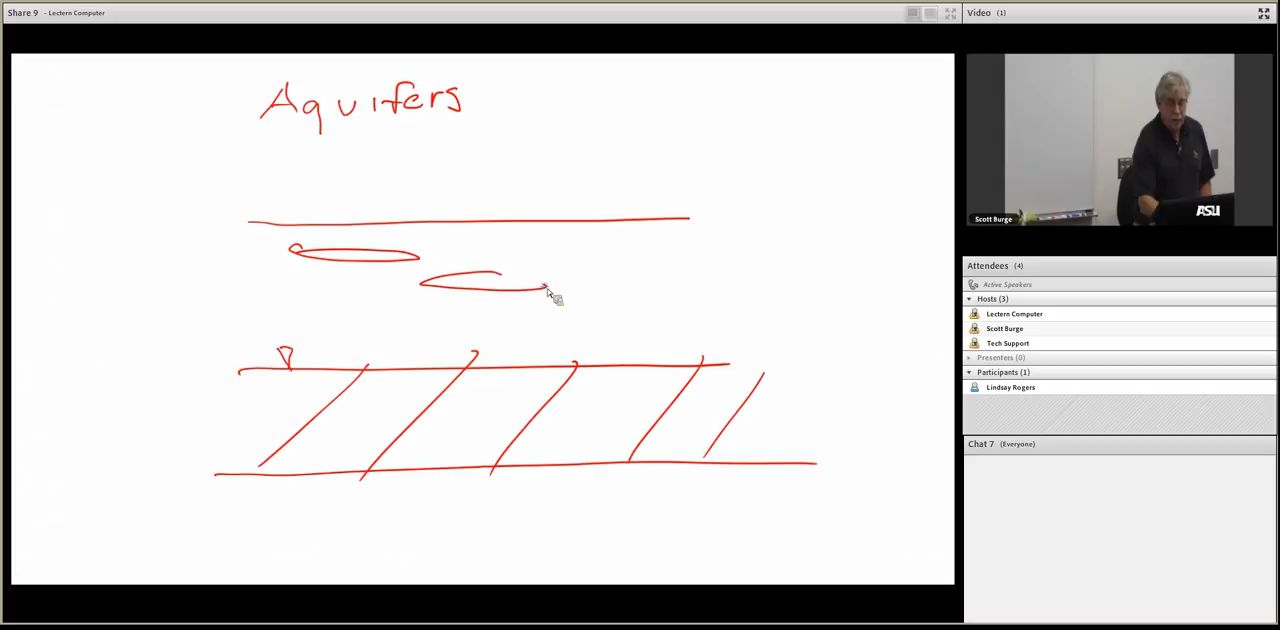 Share 9 - Lectern Computer
Video (1)
Aquifers
Scott Burge
ASU
Attendees (4)
Active Speakers
Hosts (3)
Lectern Computer
Scott Burge
Tech Support
Presenters (0)
Participants (1)
Lindsay Rogers
Chat 7 (Everyone)